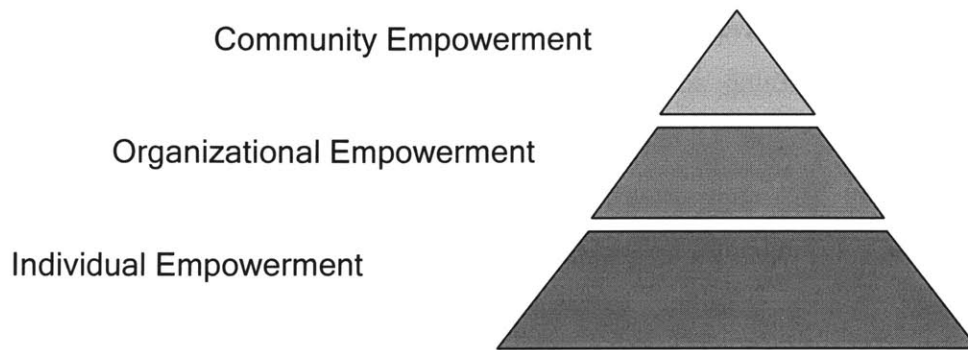 Community Empowerment
Organizational Empowerment
Individual Empowerment